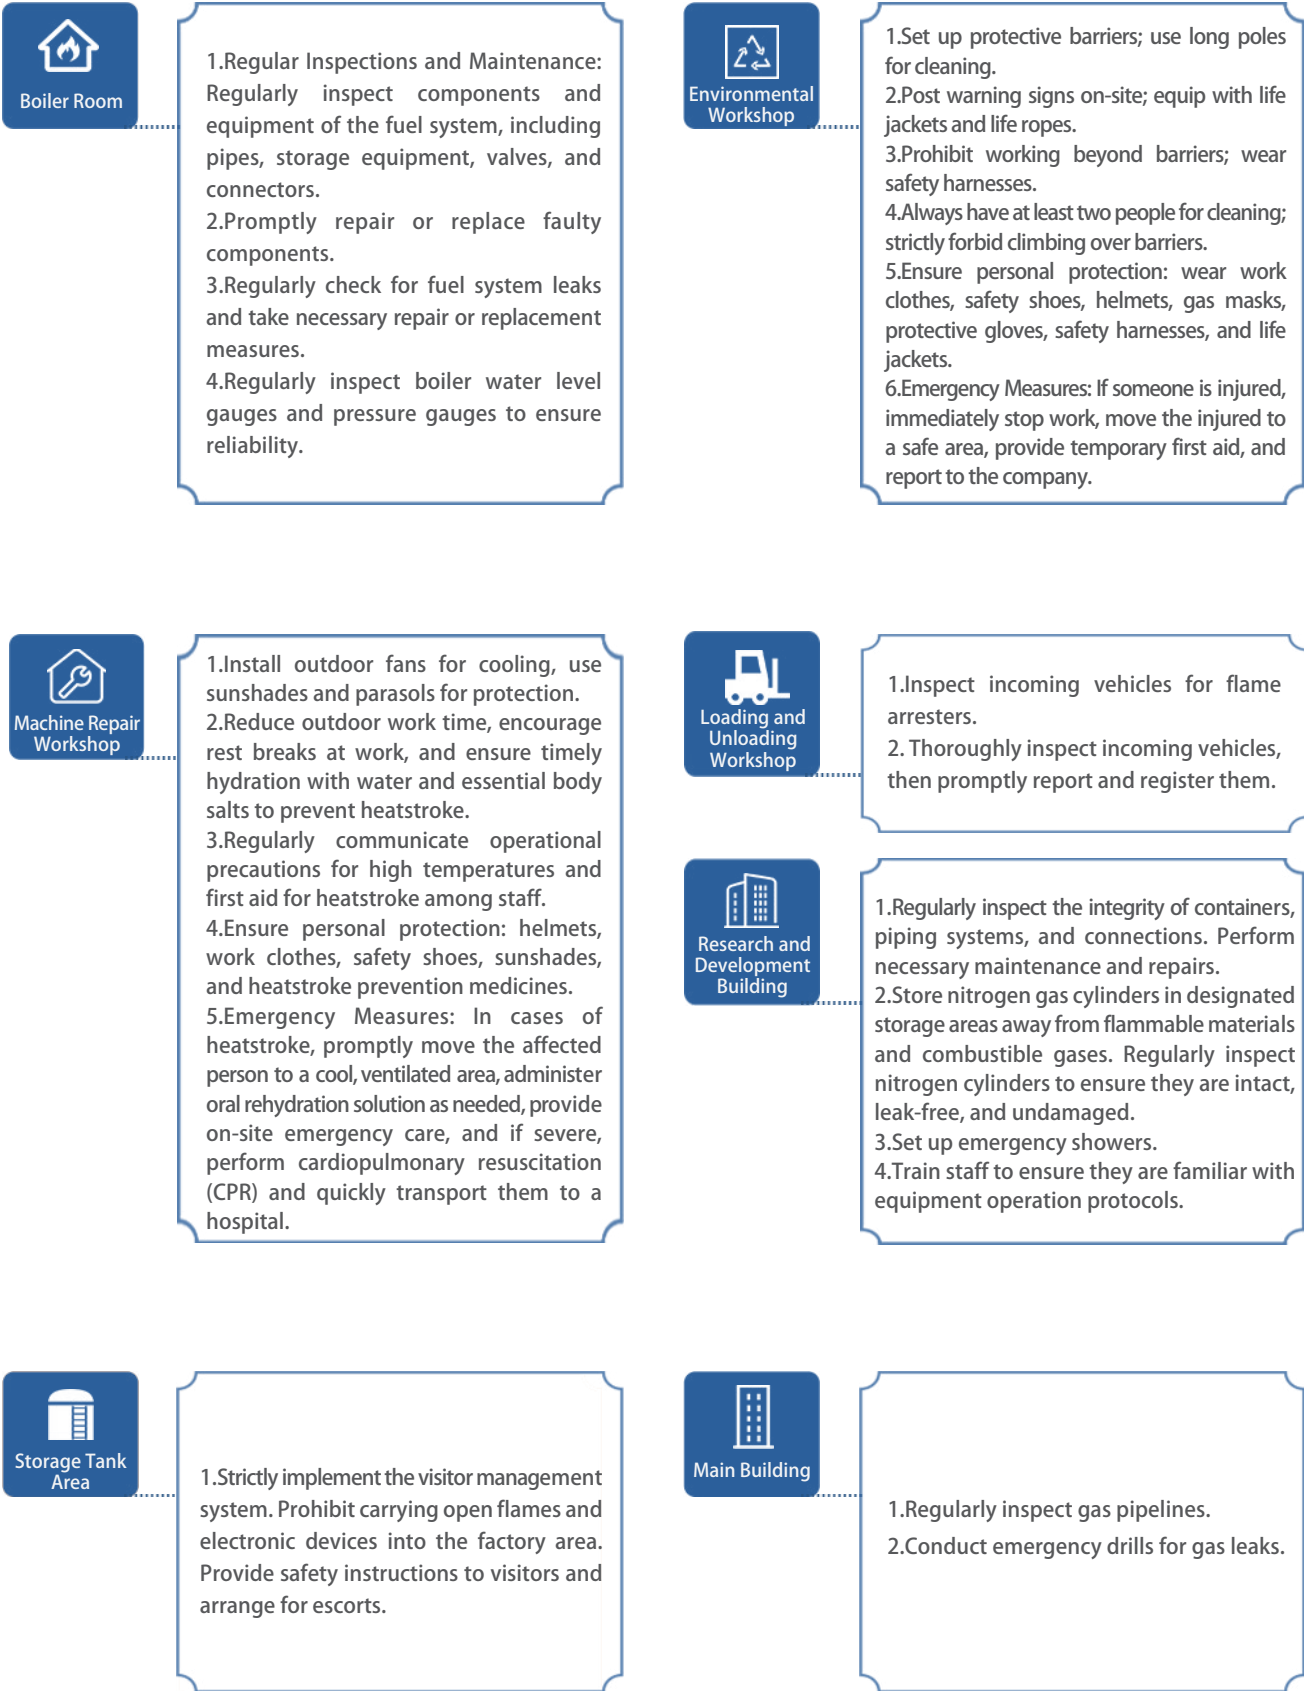 Boiler Room
1.Regular Inspections and Maintenance:
Regularly inspect components and
equipment of the fuel system, including
pipes, storage equipment, valves, and
connectors.
2.Promptly repair or replace faulty
components.
3.Regularly check for fuel system leaks
and take necessary repair or replacement
measures.
4.Regularly inspect boiler water level
gauges and pressure gauges to ensure
reliability.
Environmental
Workshop
1.Set up protective barriers; use long poles
for cleaning.
2.Post warning signs on-site; equip with life
jackets and life ropes.
3.Prohibit working beyond barriers; wear
safety harnesses.
4.Always have at least two people for cleaning;
strictly forbid climbing over barriers.
5.Ensure personal protection: wear work
clothes, safety shoes, helmets, gas masks,
protective gloves, safety harnesses, and life
jackets.
6.Emergency Measures: If someone is injured,
immediately stop work, move the injured to
a safe area, provide temporary first aid, and
report to the company.
Machine Repair
Workshop
1.Install outdoor fans for cooling, use
sunshades and parasols for protection.
2.Reduce outdoor work time, encourage
rest breaks at work, and ensure timely
hydration with water and essential body
salts to prevent heatstroke.
3.Regularly communicate operational
precautions for high temperatures and
first aid for heatstroke among staff.
4.Ensure personal protection: helmets,
work clothes, safety shoes, sunshades,
and heatstroke prevention medicines.
5.Emergency Measures: In cases of
heatstroke, promptly move the affected
person to a cool, ventilated area, administer
oral rehydration solution as needed, provide
on-site emergency care, and if severe,
perform cardiopulmonary resuscitation
(CPR) and quickly transport them to a
hospital.
Loading and
Unloading
Workshop
1.Inspect incoming vehicles for flame
arresters.
2. Thoroughly inspect incoming vehicles,
then promptly report and register them.
Research and
Development
Building
1.Regularly inspect the integrity of containers,
piping systems, and connections. Perform
necessary maintenance and repairs.
2.Store nitrogen gas cylinders in designated
storage areas away from flammable materials
and combustible gases. Regularly inspect
nitrogen cylinders to ensure they are intact,
leak-free, and undamaged.
3.Set up emergency showers.
4.Train staff to ensure they are familiar with
equipment operation protocols.
Storage Tank
Area
1.Strictly implement the visitor management
system. Prohibit carrying open flames and
electronic devices into the factory area.
Provide safety instructions to visitors and
arrange for escorts.
Main Building
1.Regularly inspect gas pipelines.
2.Conduct emergency drills for gas leaks.